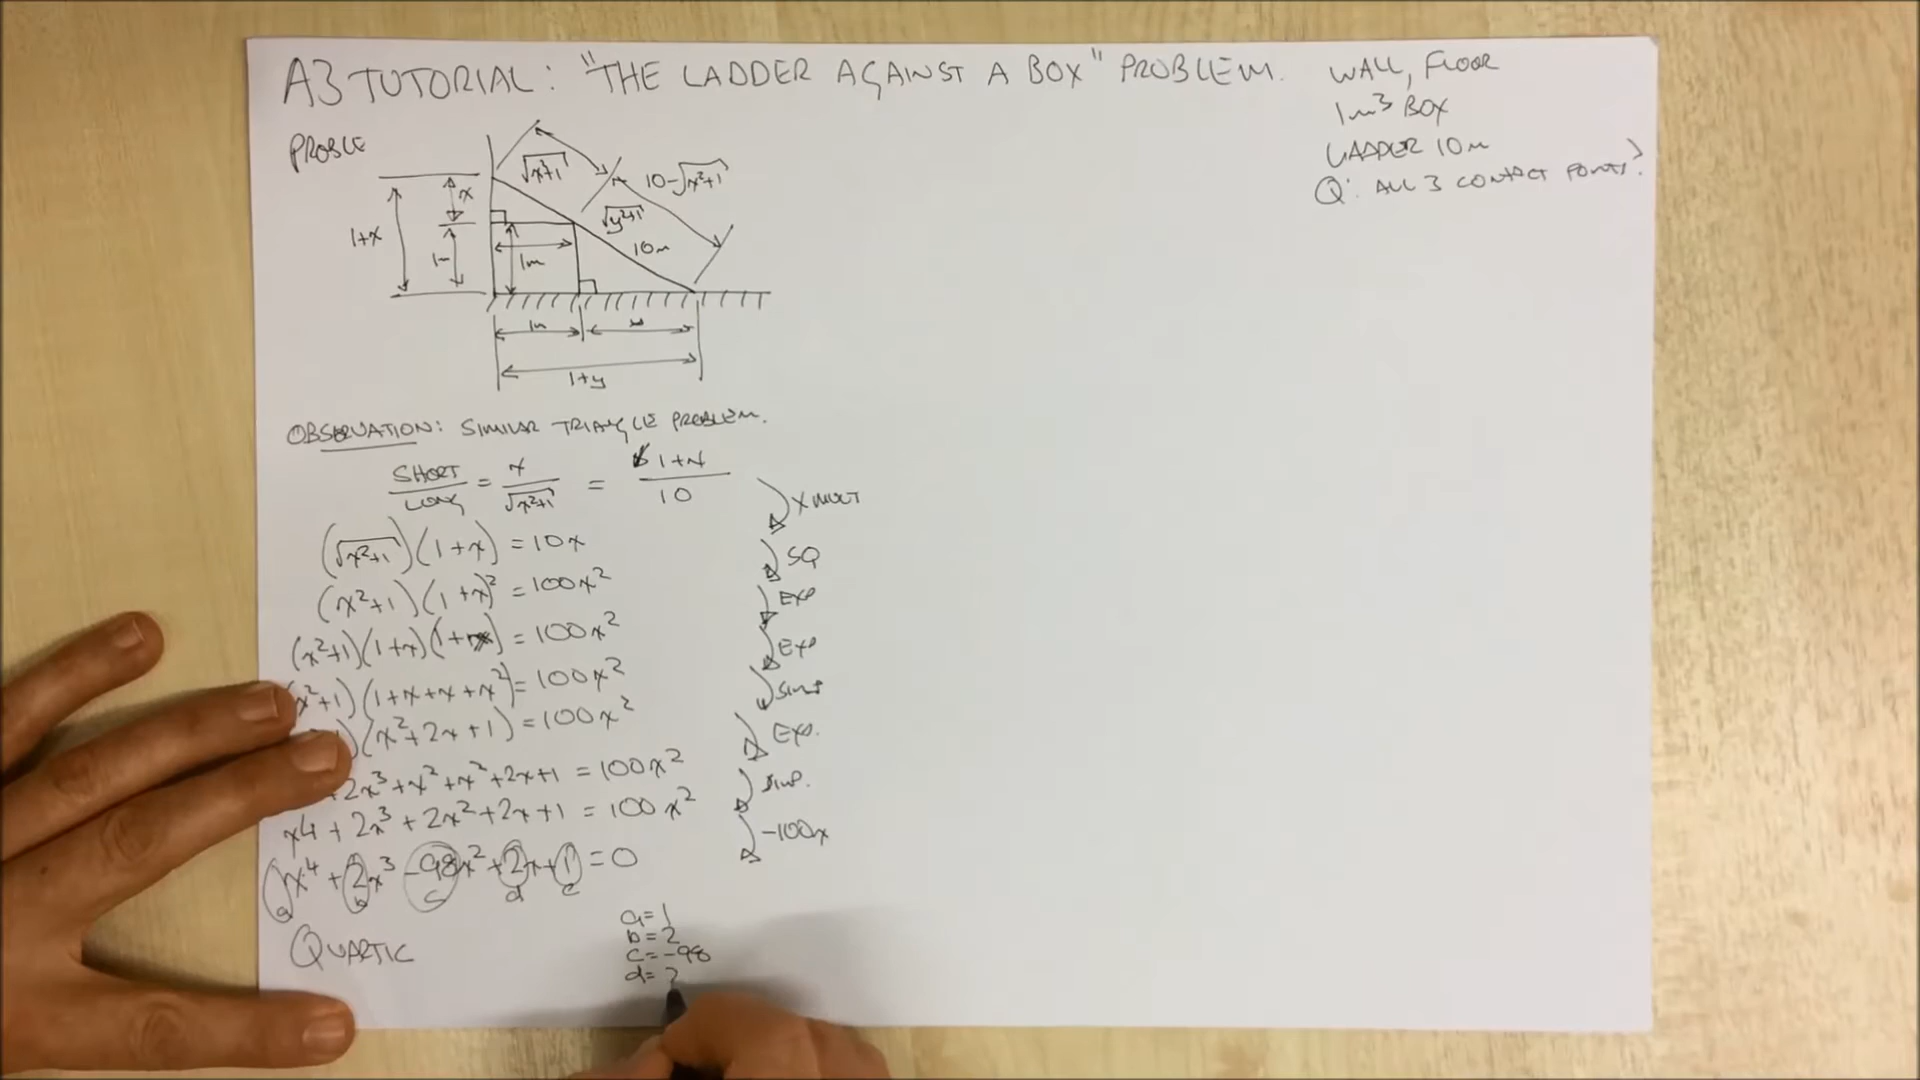 A3 TUTORIAL: "THE LADDER AGAINST A BOX" PROBLEM.
WALL, FLOOR
1m³ BOX
LADDER 10m
Q: ALL 3 CONTACT POINTS?
PROBLE
√x²+1
10-√x²+1
x
√y²+1
1+x
10m
1m
1m
1m
1+y
OBSERVATION: SIMILAR TRIANGLE PROBLEM.
SHORT/LONG = x/√x²+1 = 1+x/10
X MULT
(√x²+1)(1+x) = 10x
SQ
(x²+1)(1+x)² = 100x²
EXP
(x²+1)(1+x)(1+x) = 100x²
EXP
x²+1)(1+x+x+x²) = 100x²
SIMP
(x²+2x+1) = 100x²
EXP.
+2x³+x²+x²+2x+1 = 100x²
SIMP.
x4+2x³+2x²+2x+1 = 100x²
-100x
1x⁴+2x³-98x²+2x+1=0
a b c d e
QUARTIC
a=1
b=2
c=-98
d=2